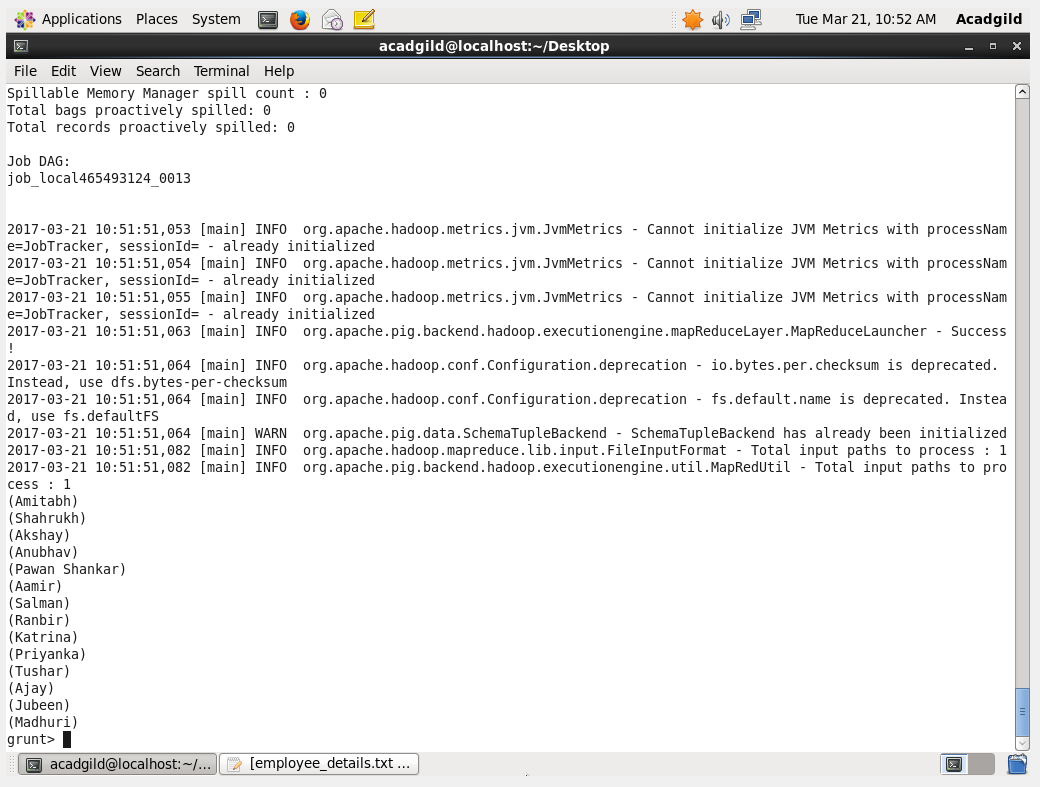 Applications Places System Tue Mar 21, 10:52 AM Acadgild
acadgild@localhost:~/Desktop
File Edit View Search Terminal Help
Spillable Memory Manager spill count : 0
Total bags proactively spilled: 0
Total records proactively spilled: 0
Job DAG:
job_local465493124_0013
2017-03-21 10:51:51,053 [main] INFO  org.apache.hadoop.metrics.jvm.JvmMetrics - Cannot initialize JVM Metrics with processNam
e=JobTracker, sessionId= - already initialized
2017-03-21 10:51:51,054 [main] INFO  org.apache.hadoop.metrics.jvm.JvmMetrics - Cannot initialize JVM Metrics with processNam
e=JobTracker, sessionId= - already initialized
2017-03-21 10:51:51,055 [main] INFO  org.apache.hadoop.metrics.jvm.JvmMetrics - Cannot initialize JVM Metrics with processNam
e=JobTracker, sessionId= - already initialized
2017-03-21 10:51:51,063 [main] INFO  org.apache.pig.backend.hadoop.executionengine.mapReduceLayer.MapReduceLauncher - Success
!
2017-03-21 10:51:51,064 [main] INFO  org.apache.hadoop.conf.Configuration.deprecation - io.bytes.per.checksum is deprecated.
Instead, use dfs.bytes-per-checksum
2017-03-21 10:51:51,064 [main] INFO  org.apache.hadoop.conf.Configuration.deprecation - fs.default.name is deprecated. Instea
d, use fs.defaultFS
2017-03-21 10:51:51,064 [main] WARN  org.apache.pig.data.SchemaTupleBackend - SchemaTupleBackend has already been initialized
2017-03-21 10:51:51,082 [main] INFO  org.apache.hadoop.mapreduce.lib.input.FileInputFormat - Total input paths to process : 1
2017-03-21 10:51:51,082 [main] INFO  org.apache.pig.backend.hadoop.executionengine.util.MapRedUtil - Total input paths to pro
cess : 1
(Amitabh)
(Shahrukh)
(Akshay)
(Anubhav)
(Pawan Shankar)
(Aamir)
(Salman)
(Ranbir)
(Katrina)
(Priyanka)
(Tushar)
(Ajay)
(Jubeen)
(Madhuri)
grunt>
acadgild@localhost:~/... [employee_details.txt ...